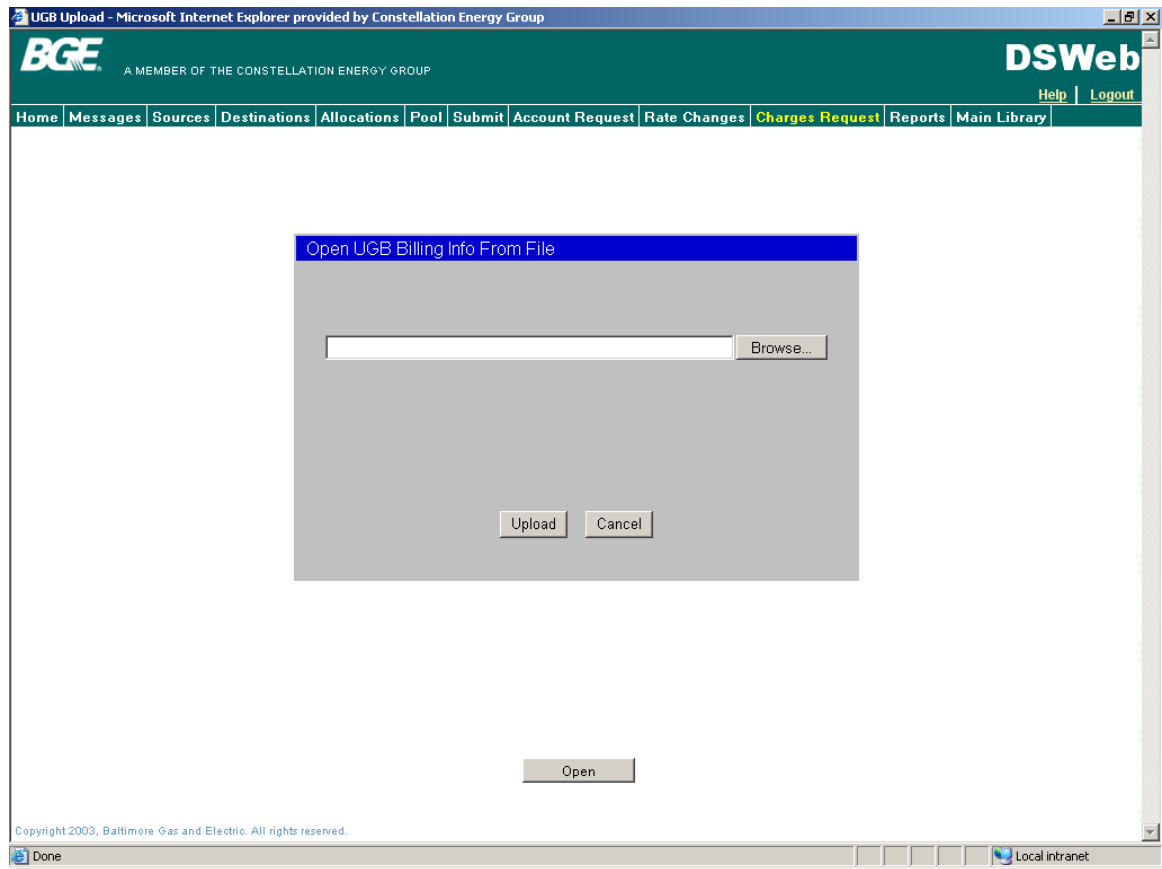 UGB Upload - Microsoft Internet Explorer provided by Constellation Energy Group
BGE
A MEMBER OF THE CONSTELLATION ENERGY GROUP
DSWeb
Help | Logout
Home | Messages | Sources | Destinations | Allocations | Pool | Submit | Account Request | Rate Changes | Charges Request | Reports | Main Library
Open UGB Billing Info From File
Browse...
Upload Cancel
Open
Copyright 2003, Baltimore Gas and Electric. All rights reserved.
Done Local intranet